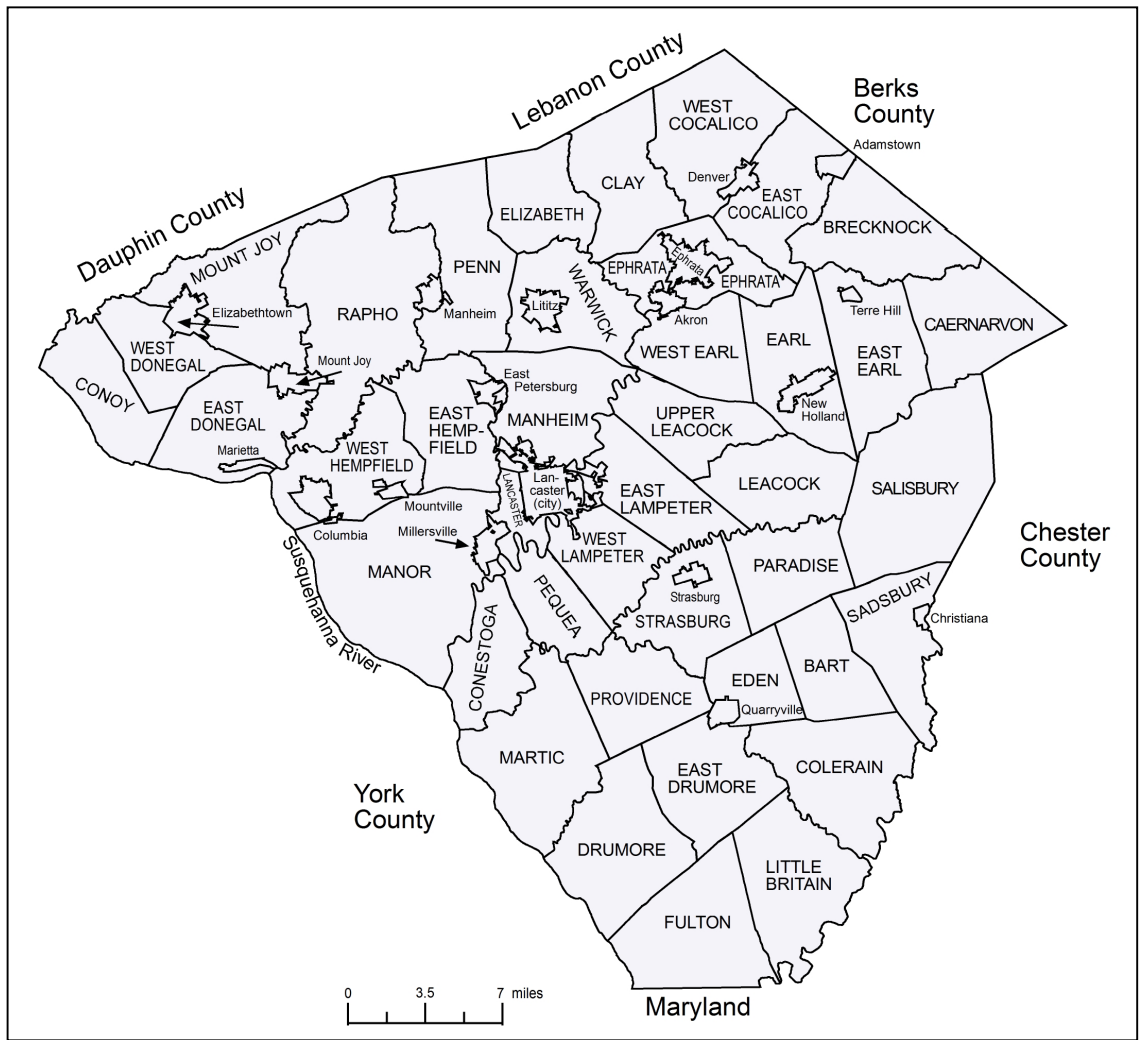 Lebanon County
Berks
County
Dauphin County
WEST
COCALICO
Adamstown
CLAY
Denver
EAST
COCALICO
ELIZABETH
BRECKNOCK
MOUNT JOY
PENN
WARWICK
EPHRATA
Ephrata
EPHRATA
Elizabethtown
RAPHO
Manheim
Lititz
Akron
Terre Hill
CAERNARVON
WEST
DONEGAL
Mount Joy
WEST EARL
EARL
EAST
EARL
CONOY
East
Petersburg
EAST
DONEGAL
EAST
HEMP-
FIELD
MANHEIM
UPPER
LEACOCK
New
Holland
Marietta
WEST
HEMPFIELD
LANCASTER
Lan-
caster
(city)
EAST
LAMPETER
LEACOCK
SALISBURY
Mountville
Columbia
Millersville
WEST
LAMPETER
Chester
County
Susquehanna River
MANOR
PEQUEA
Strasburg
STRASBURG
PARADISE
SADSBURY
Christiana
CONESTOGA
PROVIDENCE
EDEN
BART
Quarryville
MARTIC
EAST
DRUMORE
COLERAIN
York
County
DRUMORE
LITTLE
BRITAIN
FULTON
0 3.5 7 miles
Maryland